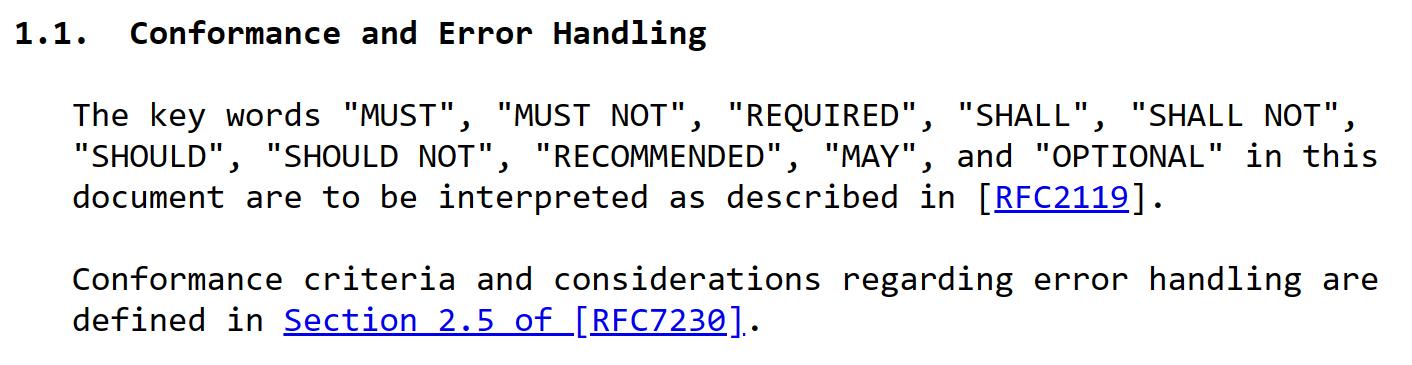 1.1. Conformance and Error Handling
The key words "MUST", "MUST NOT", "REQUIRED", "SHALL", "SHALL NOT",
"SHOULD", "SHOULD NOT", "RECOMMENDED", "MAY", and "OPTIONAL" in this
document are to be interpreted as described in [RFC2119].
Conformance criteria and considerations regarding error handling are
defined in Section 2.5 of [RFC7230].